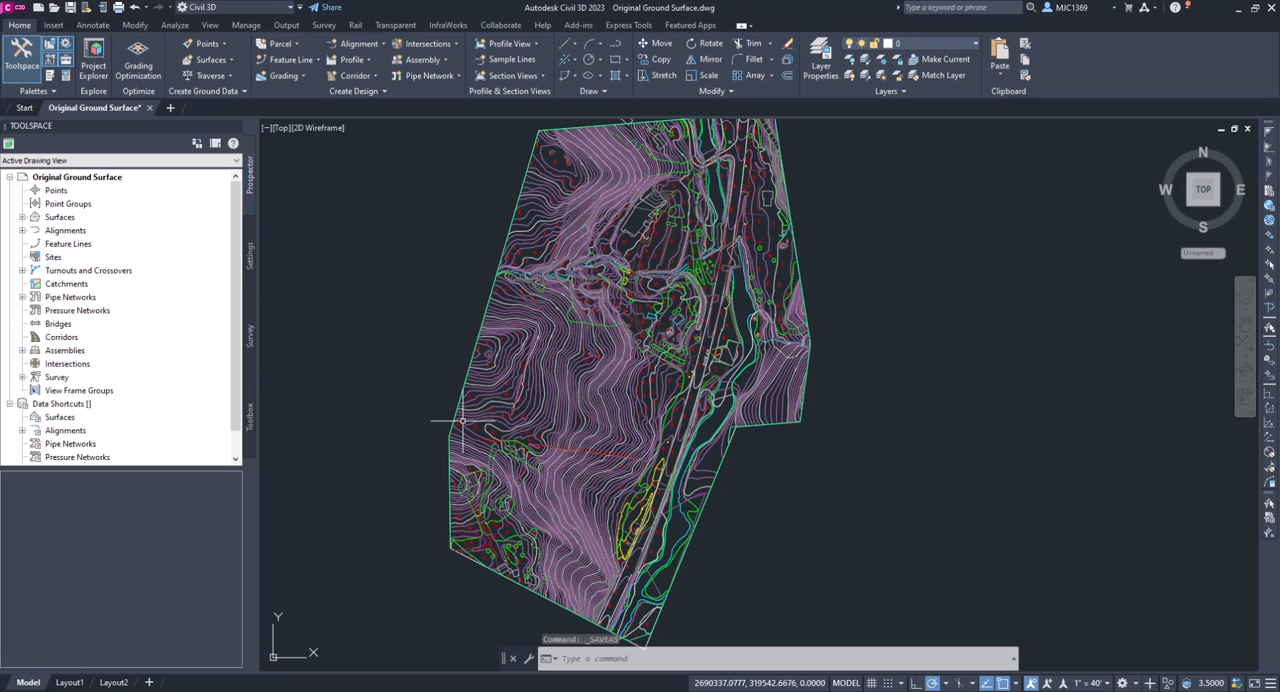 C3D Civil 3D Share Autodesk Civil 3D 2023 Original Ground Surface.dwg Type a keyword or phrase MJC1369
Home Insert Annotate Modify Analyze View Manage Output Survey Rail Transparent InfraWorks Collaborate Help Add-ins Express Tools Featured Apps
Toolspace Project Explorer Grading Optimization Points Surfaces Traverse Parcel Feature Line Grading Alignment Profile Corridor Intersections Assembly Pipe Network Profile View Sample Lines Section Views Move Copy Stretch Rotate Mirror Scale Trim Fillet Array Layer Properties 0 Make Current Match Layer Paste
Palettes Explore Optimize Create Ground Data Create Design Profile & Section Views Draw Modify Layers Clipboard
Start Original Ground Surface*
TOOLSPACE
Active Drawing View
Original Ground Surface
Points
Point Groups
Surfaces
Alignments
Feature Lines
Sites
Turnouts and Crossovers
Catchments
Pipe Networks
Pressure Networks
Bridges
Corridors
Assemblies
Intersections
Survey
View Frame Groups
Data Shortcuts []
Surfaces
Alignments
Pipe Networks
Pressure Networks
Prospector
Settings
Survey
Toolbox
[−][Top][2D Wireframe]
N
W TOP E
S
Unnamed
Y
X
Command: _SAVEAS
Type a command
Model Layout1 Layout2 2690337.0777, 319542.6676, 0.0000 MODEL 1" = 40' 3.5000